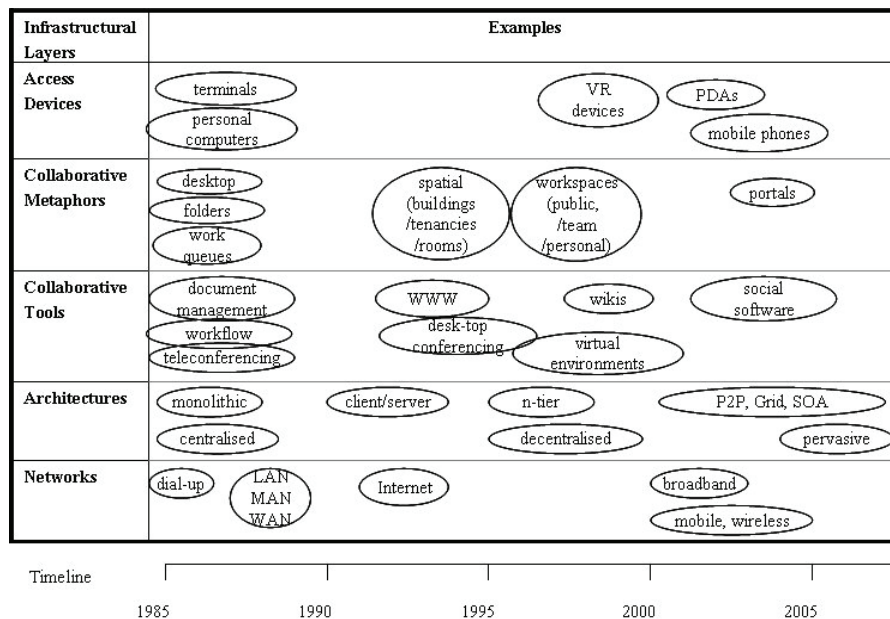 Infrastructural Layers
Examples
Access Devices
terminals
personal computers
VR devices
PDAs
mobile phones
Collaborative Metaphors
desktop
folders
work queues
spatial
(buildings
/tenancies
/rooms)
workspaces
(public,
/team
/personal)
portals
Collaborative Tools
document management
workflow
teleconferencing
WWW
desk-top conferencing
wikis
virtual environments
social software
Architectures
monolithic
centralised
client/server
n-tier
decentralised
P2P, Grid, SOA
pervasive
Networks
dial-up
LAN
MAN
WAN
Internet
broadband
mobile, wireless
Timeline
1985
1990
1995
2000
2005